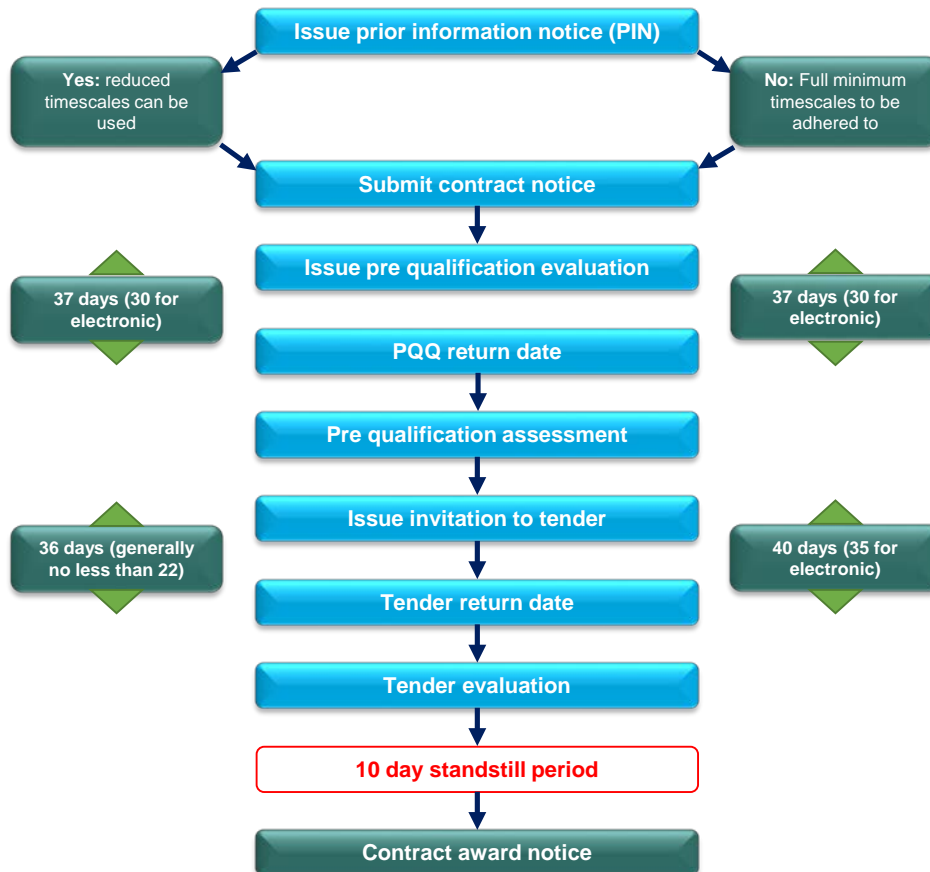 Issue prior information notice (PIN)
Yes: reduced
timescales can be
used
No: Full minimum
timescales to be
adhered to
Submit contract notice
Issue pre qualification evaluation
37 days (30 for
electronic)
37 days (30 for
electronic)
PQQ return date
Pre qualification assessment
Issue invitation to tender
36 days (generally
no less than 22)
40 days (35 for
electronic)
Tender return date
Tender evaluation
10 day standstill period
Contract award notice